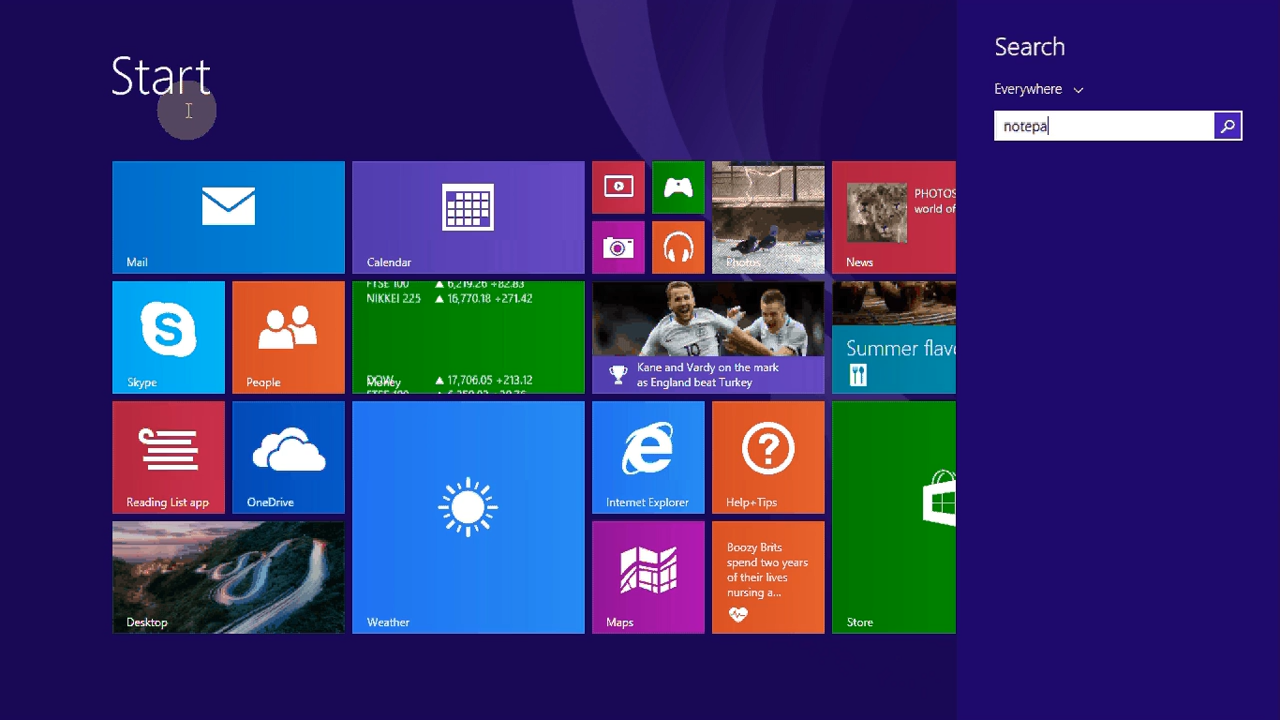 Start
Search
Everywhere
notepa
Mail
Calendar
Photos
PHOTOS
world of
News
Skype
People
FTSE 100 ▲ 6,219.26 +82.83
NIKKEI 225 ▲ 16,770.18 +271.42
DOW ▲ 17,706.05 +213.12
Money
Kane and Vardy on the mark
as England beat Turkey
Summer flavo
Reading List app
OneDrive
Internet Explorer
Help+Tips
Desktop
Weather
Maps
Boozy Brits
spend two years
of their lives
nursing a...
Store